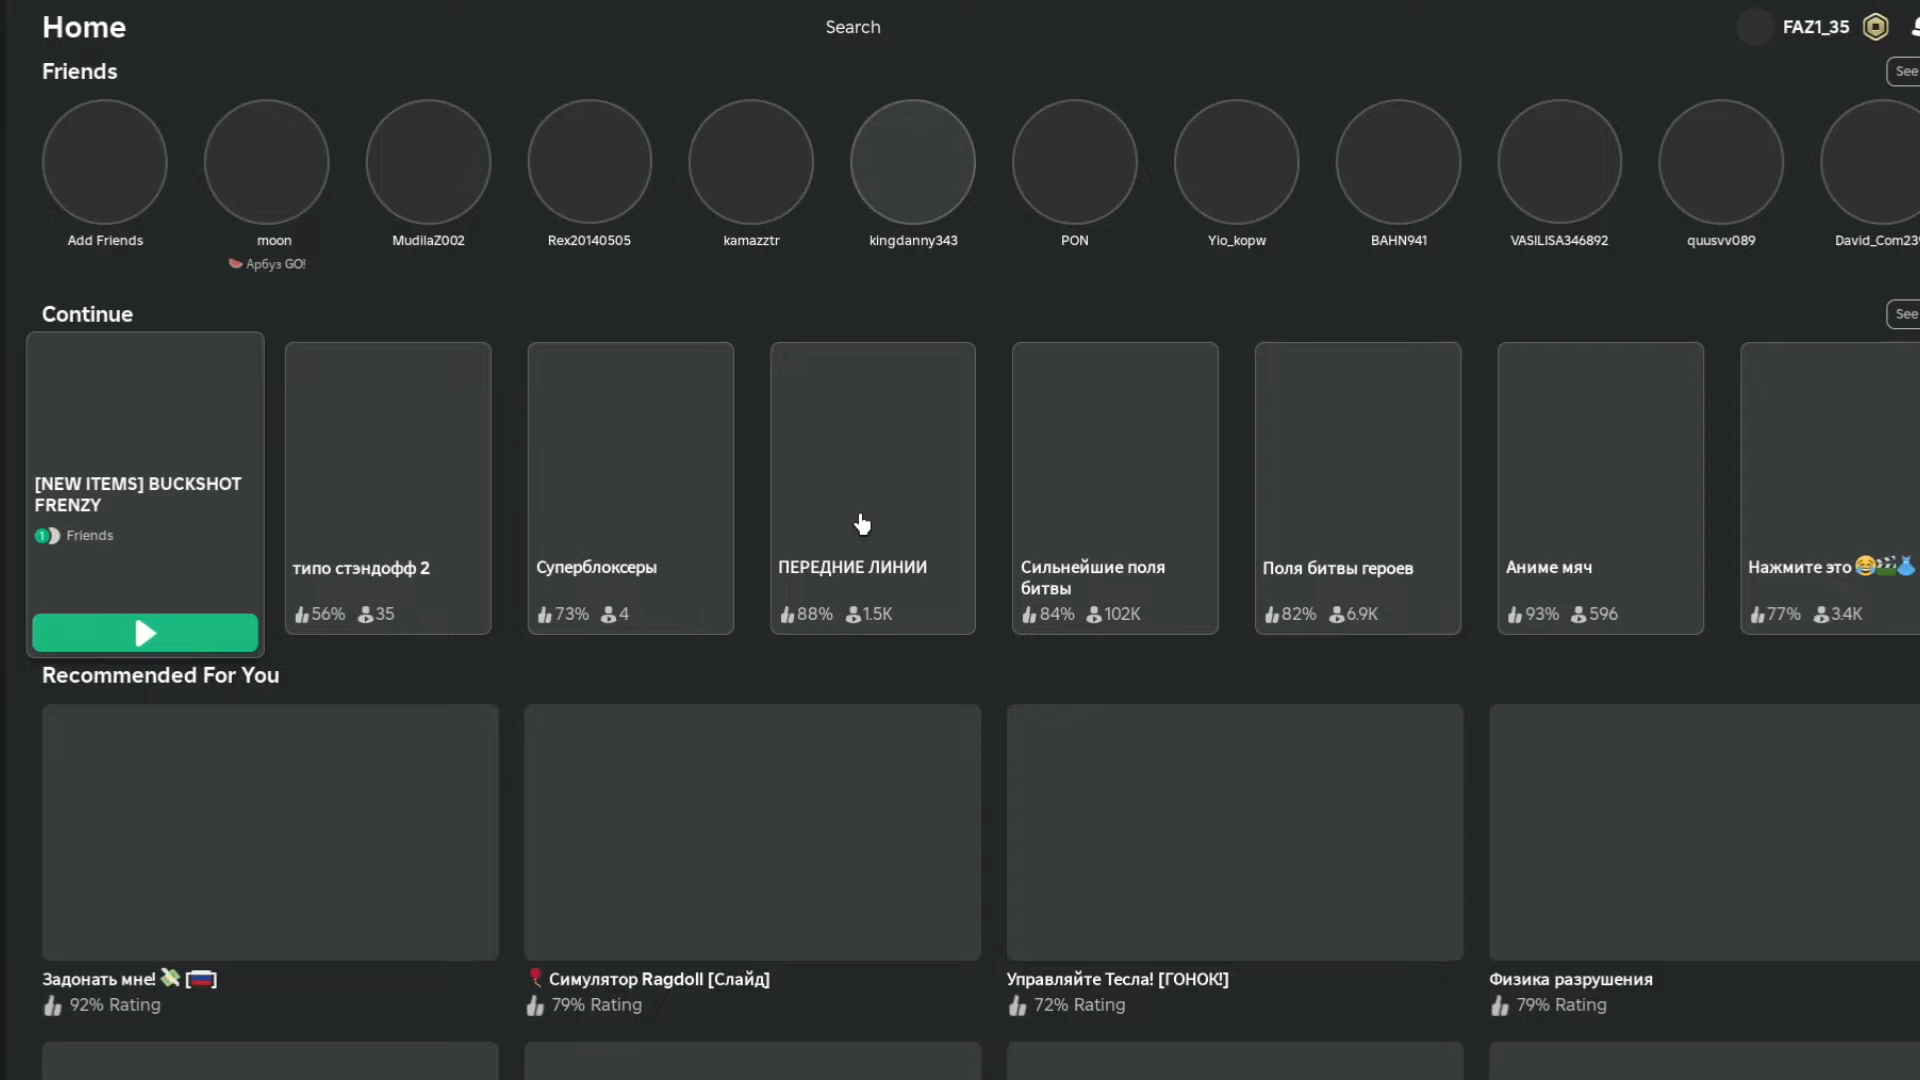 Home
Search
FAZ1_35
Friends
See
Add Friends
moon
MudilaZ002
Rex20140505
kamazztr
kingdanny343
PON
Yio_kopw
BAHN941
VASILISA346892
quusvv089
David_Com239
🍉 Арбуз GO!
Continue
See
[NEW ITEMS] BUCKSHOT
FRENZY
1 Friends
типо стэндофф 2
56% 35
Суперблоксеры
73% 4
ПЕРЕДНИЕ ЛИНИИ
88% 1.5K
Сильнейшие поля
битвы
84% 102K
Поля битвы героев
82% 6.9K
Аниме мяч
93% 596
Нажмите это 😂🎬👗
77% 3.4K
Recommended For You
Задонать мне! 💸 [🇷🇺]
92% Rating
🎈 Симулятор Ragdoll [Слайд]
79% Rating
Управляйте Тесла! [ГОНОК!]
72% Rating
Физика разрушения
79% Rating